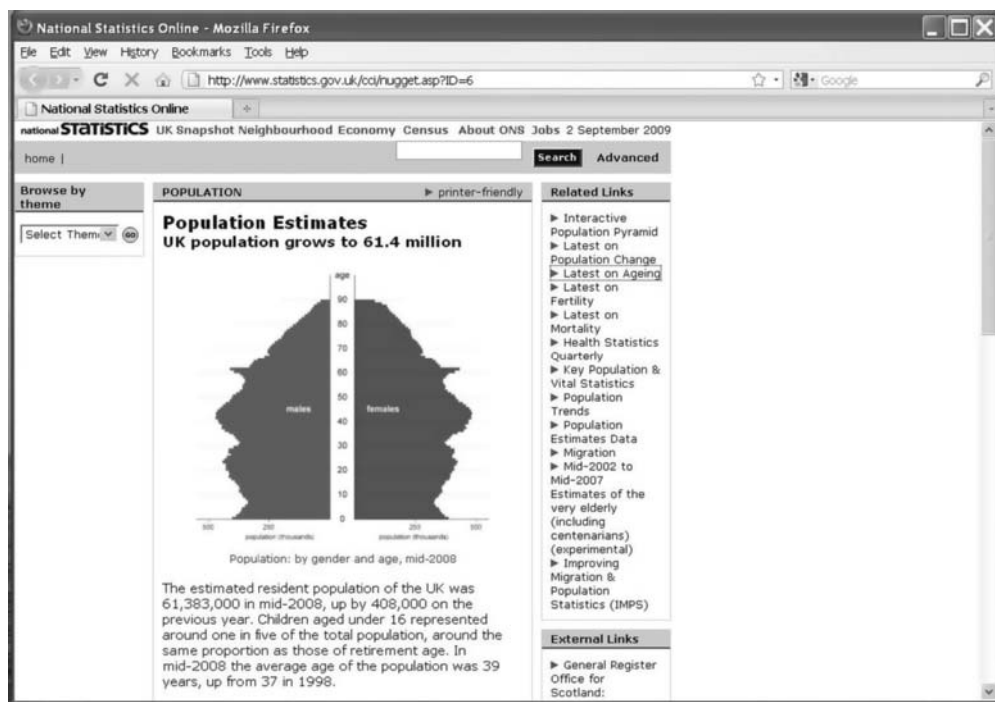 National Statistics Online - Mozilla Firefox
File Edit View History Bookmarks Tools Help
http://www.statistics.gov.uk/cci/nugget.asp?ID=6
Google
National Statistics Online
national STATISTICS UK Snapshot Neighbourhood Economy Census About ONS Jobs 2 September 2009
home |
Search Advanced
Browse by
theme
Select Them
GO
POPULATION
printer-friendly
Population Estimates
UK population grows to 61.4 million
age
90
80
70
60
50
40
30
20
10
0
males
females
500 250 250 500
population (thousands) population (thousands)
Population: by gender and age, mid-2008
The estimated resident population of the UK was
61,383,000 in mid-2008, up by 408,000 on the
previous year. Children aged under 16 represented
around one in five of the total population, around the
same proportion as those of retirement age. In
mid-2008 the average age of the population was 39
years, up from 37 in 1998.
Related Links
Interactive
Population Pyramid
Latest on
Population Change
Latest on Ageing
Latest on
Fertility
Latest on
Mortality
Health Statistics
Quarterly
Key Population &
Vital Statistics
Population
Trends
Population
Estimates Data
Migration
Mid-2002 to
Mid-2007
Estimates of the
very elderly
(including
centenarians)
(experimental)
Improving
Migration &
Population
Statistics (IMPS)
External Links
General Register
Office for
Scotland: